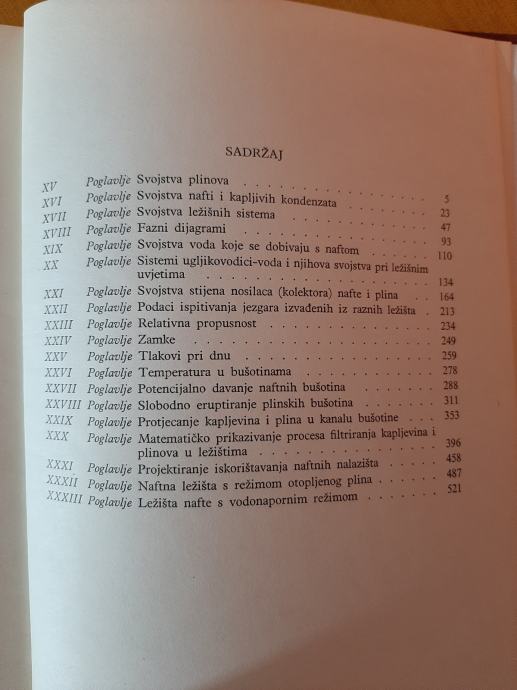 SADRŽAJ
XV Poglavlje Svojstva plinova . . . . . . . . . . . . . . 5
XVI Poglavlje Svojstva nafti i kapljivih kondenzata . . . . . . 23
XVII Poglavlje Svojstva ležišnih sistema . . . . . . . . . . 47
XVIII Poglavlje Fazni dijagrami . . . . . . . . . . . . . . 93
XIX Poglavlje Svojstva voda koje se dobivaju s naftom . . . . . 110
XX Poglavlje Sistemi ugljikovodici-voda i njihova svojstva pri ležišnim
uvjetima . . . . . . . . . . . . . . . . 134
XXI Poglavlje Svojstva stijena nosilaca (kolektora) nafte i plina . . 164
XXII Poglavlje Podaci ispitivanja jezgara izvađenih iz raznih ležišta . 213
XXIII Poglavlje Relativna propusnost . . . . . . . . . . . . 234
XXIV Poglavlje Zamke . . . . . . . . . . . . . . . . . 249
XXV Poglavlje Tlakovi pri dnu . . . . . . . . . . . . . . 259
XXVI Poglavlje Temperatura u bušotinama . . . . . . . . . . 278
XXVII Poglavlje Potencijalno davanje naftnih bušotina . . . . . . 288
XXVIII Poglavlje Slobodno eruptiranje plinskih bušotina . . . . . . 311
XXIX Poglavlje Protjecanje kapljevina i plina u kanalu bušotine . . . 353
XXX Poglavlje Matematičko prikazivanje procesa filtriranja kapljevina i
plinova u ležištima . . . . . . . . . . . . 396
XXXI Poglavlje Projektiranje iskorištavanja naftnih nalazišta . . . . . 458
XXXII Poglavlje Naftna ležišta s režimom otopljenog plina . . . . . 487
XXXIII Poglavlje Ležišta nafte s vodonapornim režimom . . . . . . 521